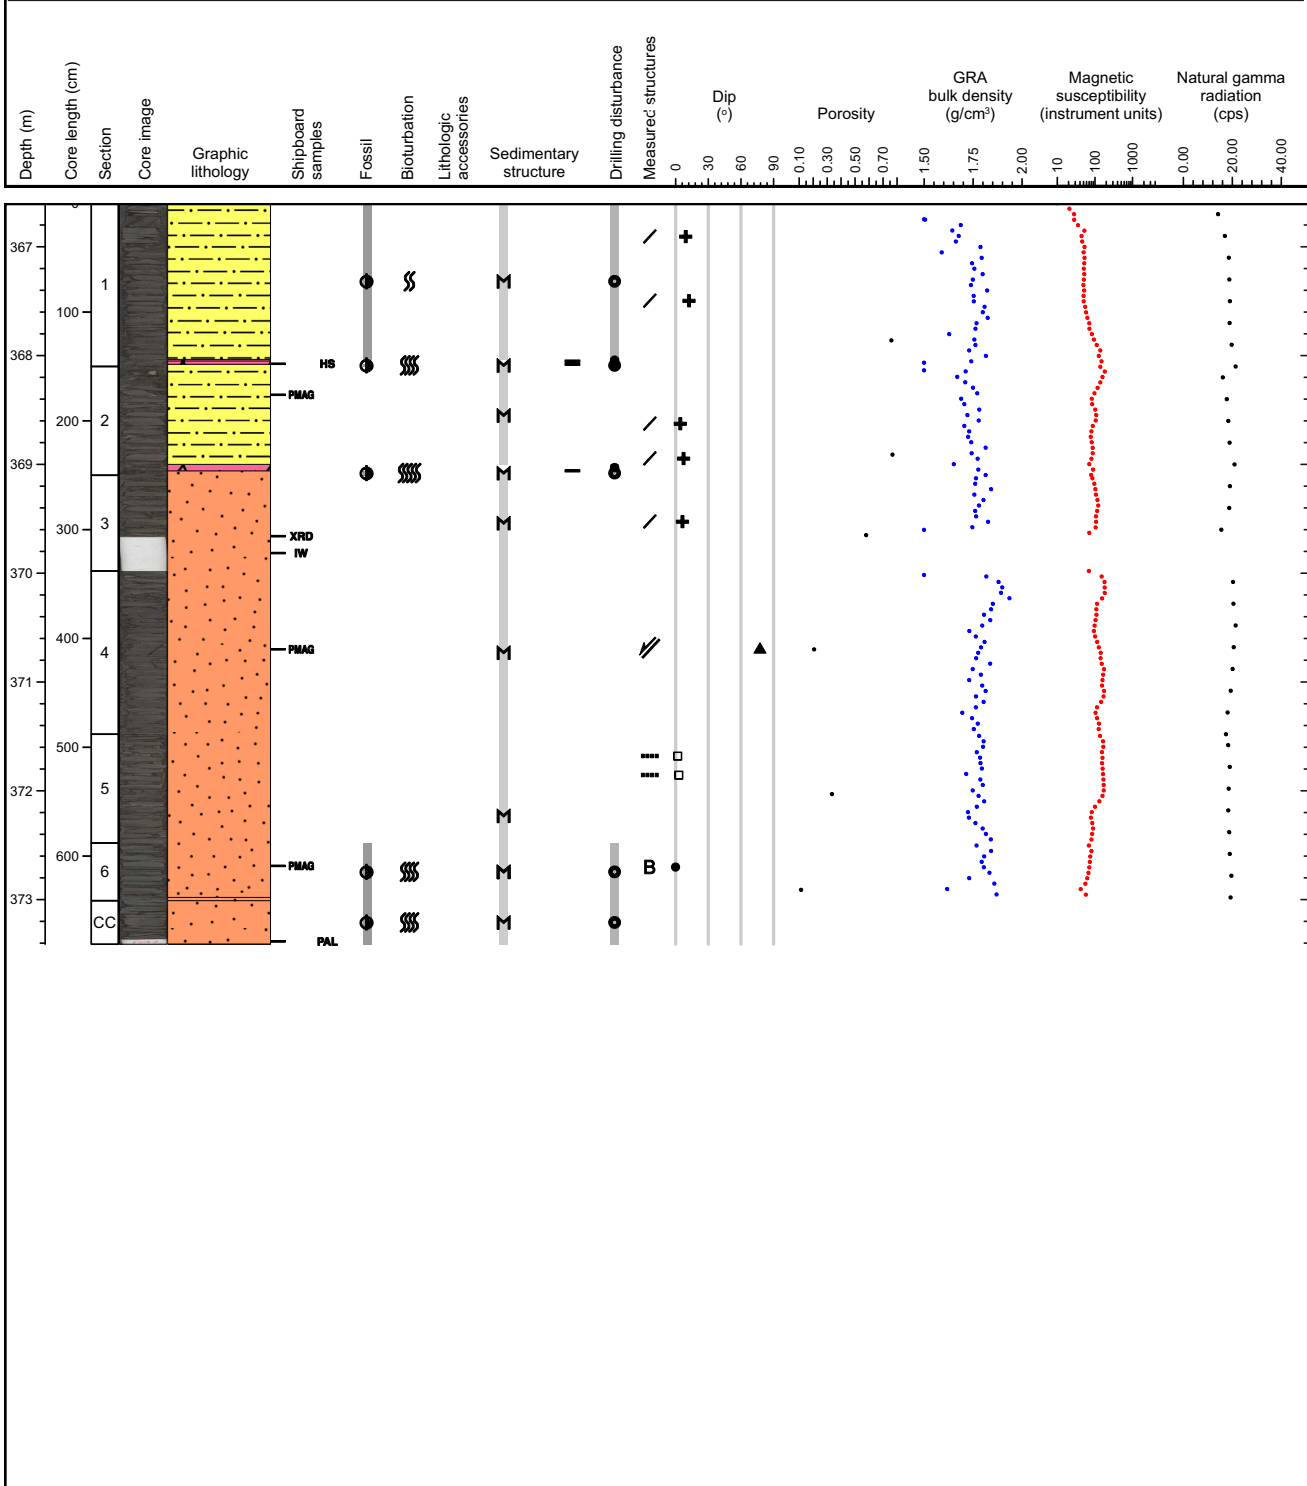 Depth (m)
Core length (cm)
Section
Core image
Graphic
lithology
Shipboard
samples
Fossil
Bioturbation
Lithologic
accessories
Sedimentary
structure
Drilling disturbance
Measured structures
Dip
(o)
Porosity
GRA
bulk density
(g/cm3)
Magnetic
susceptibility
(instrument units)
Natural gamma
radiation
(cps)
0 30 60 90
0.10 0.30 0.50 0.70
1.50 1.75 2.00
10 100 1000
0.00 20.00 40.00
367
1
100
368
HS
PMAG
2
200
369
3
300
XRD
IW
370
400
4
PMAG
371
500
5
372
600
6
PMAG
B
373
CC
PAL